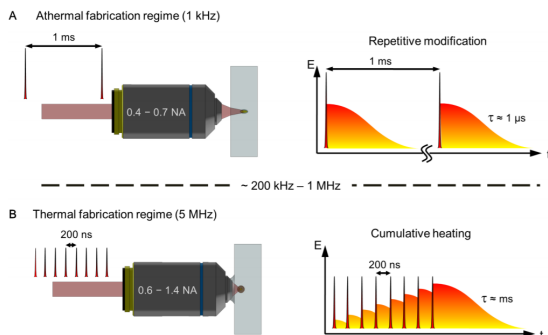 A Athermal fabrication regime (1 kHz)
1 ms
0.4 – 0.7 NA
Repetitive modification
E
1 ms
τ ≈ 1 µs
t
~ 200 kHz – 1 MHz
B Thermal fabrication regime (5 MHz)
200 ns
0.6 – 1.4 NA
Cumulative heating
E
200 ns
τ ≈ ms
t